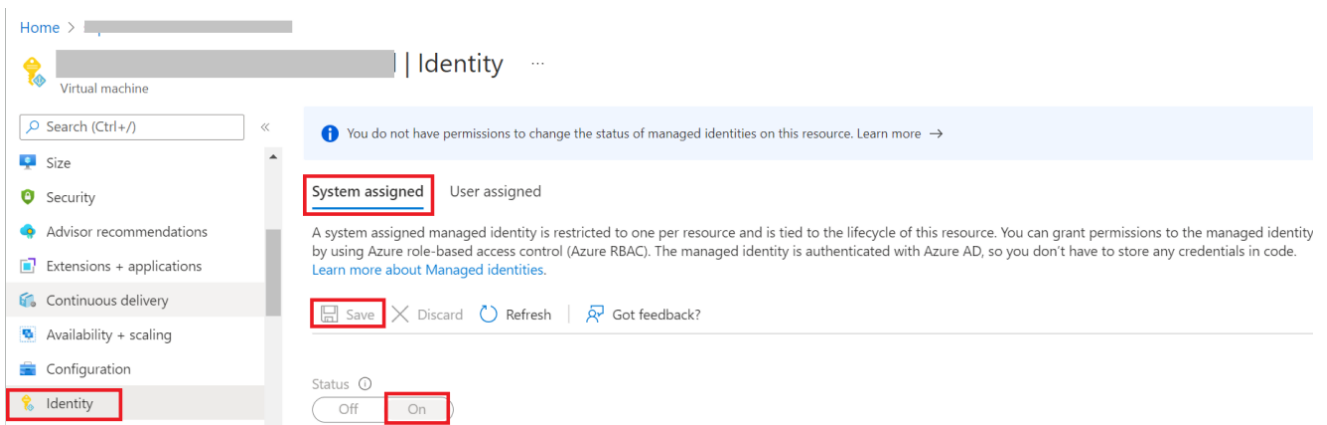 Home >
| Identity ...
Virtual machine
Search (Ctrl+/)
«
You do not have permissions to change the status of managed identities on this resource. Learn more →
Size
Security
Advisor recommendations
Extensions + applications
Continuous delivery
Availability + scaling
Configuration
Identity
System assigned User assigned
A system assigned managed identity is restricted to one per resource and is tied to the lifecycle of this resource. You can grant permissions to the managed identity
by using Azure role-based access control (Azure RBAC). The managed identity is authenticated with Azure AD, so you don't have to store any credentials in code.
Learn more about Managed identities.
Save Discard Refresh Got feedback?
Status
Off On